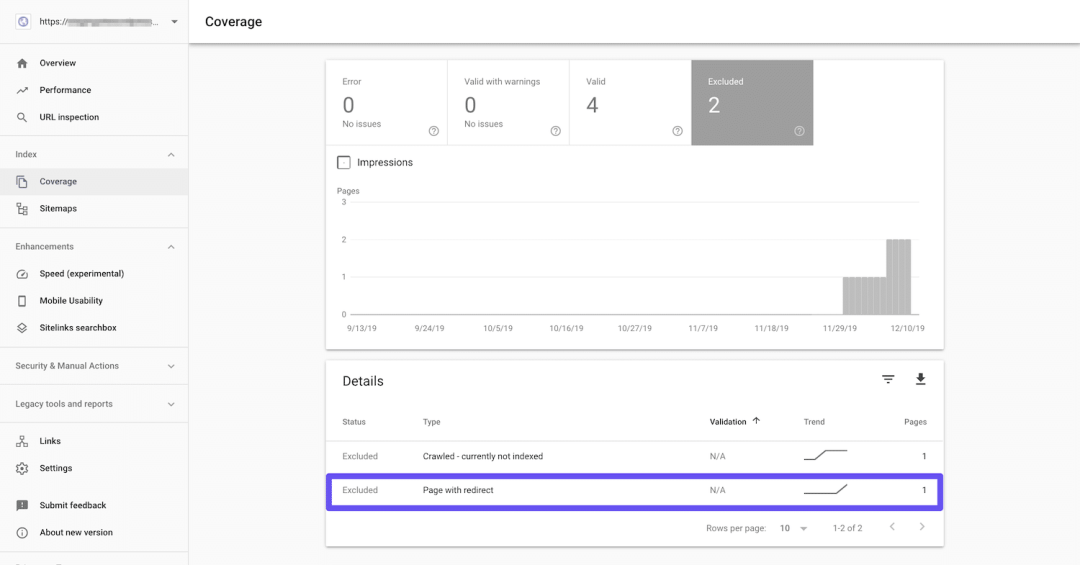 https://
Coverage
Overview
Performance
URL inspection
Index
Coverage
Sitemaps
Enhancements
Speed (experimental)
Mobile Usability
Sitelinks searchbox
Security & Manual Actions
Legacy tools and reports
Links
Settings
Submit feedback
About new version
Error
0
No issues
Valid with warnings
0
No issues
Valid
4
Excluded
2
Impressions
Pages
3
2
1
0
9/13/19 9/24/19 10/5/19 10/16/19 10/27/19 11/7/19 11/18/19 11/29/19 12/10/19
Details
Status Type Validation Trend Pages
Excluded Crawled - currently not indexed N/A 1
Excluded Page with redirect N/A 1
Rows per page: 10 1-2 of 2